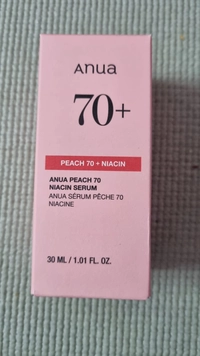 Anua
70+
PEACH 70 + NIACIN
ANUA PEACH 70
NIACIN SERUM
ANUA SÉRUM PÊCHE 70
NIACINE
30 ML / 1.01 FL. OZ.